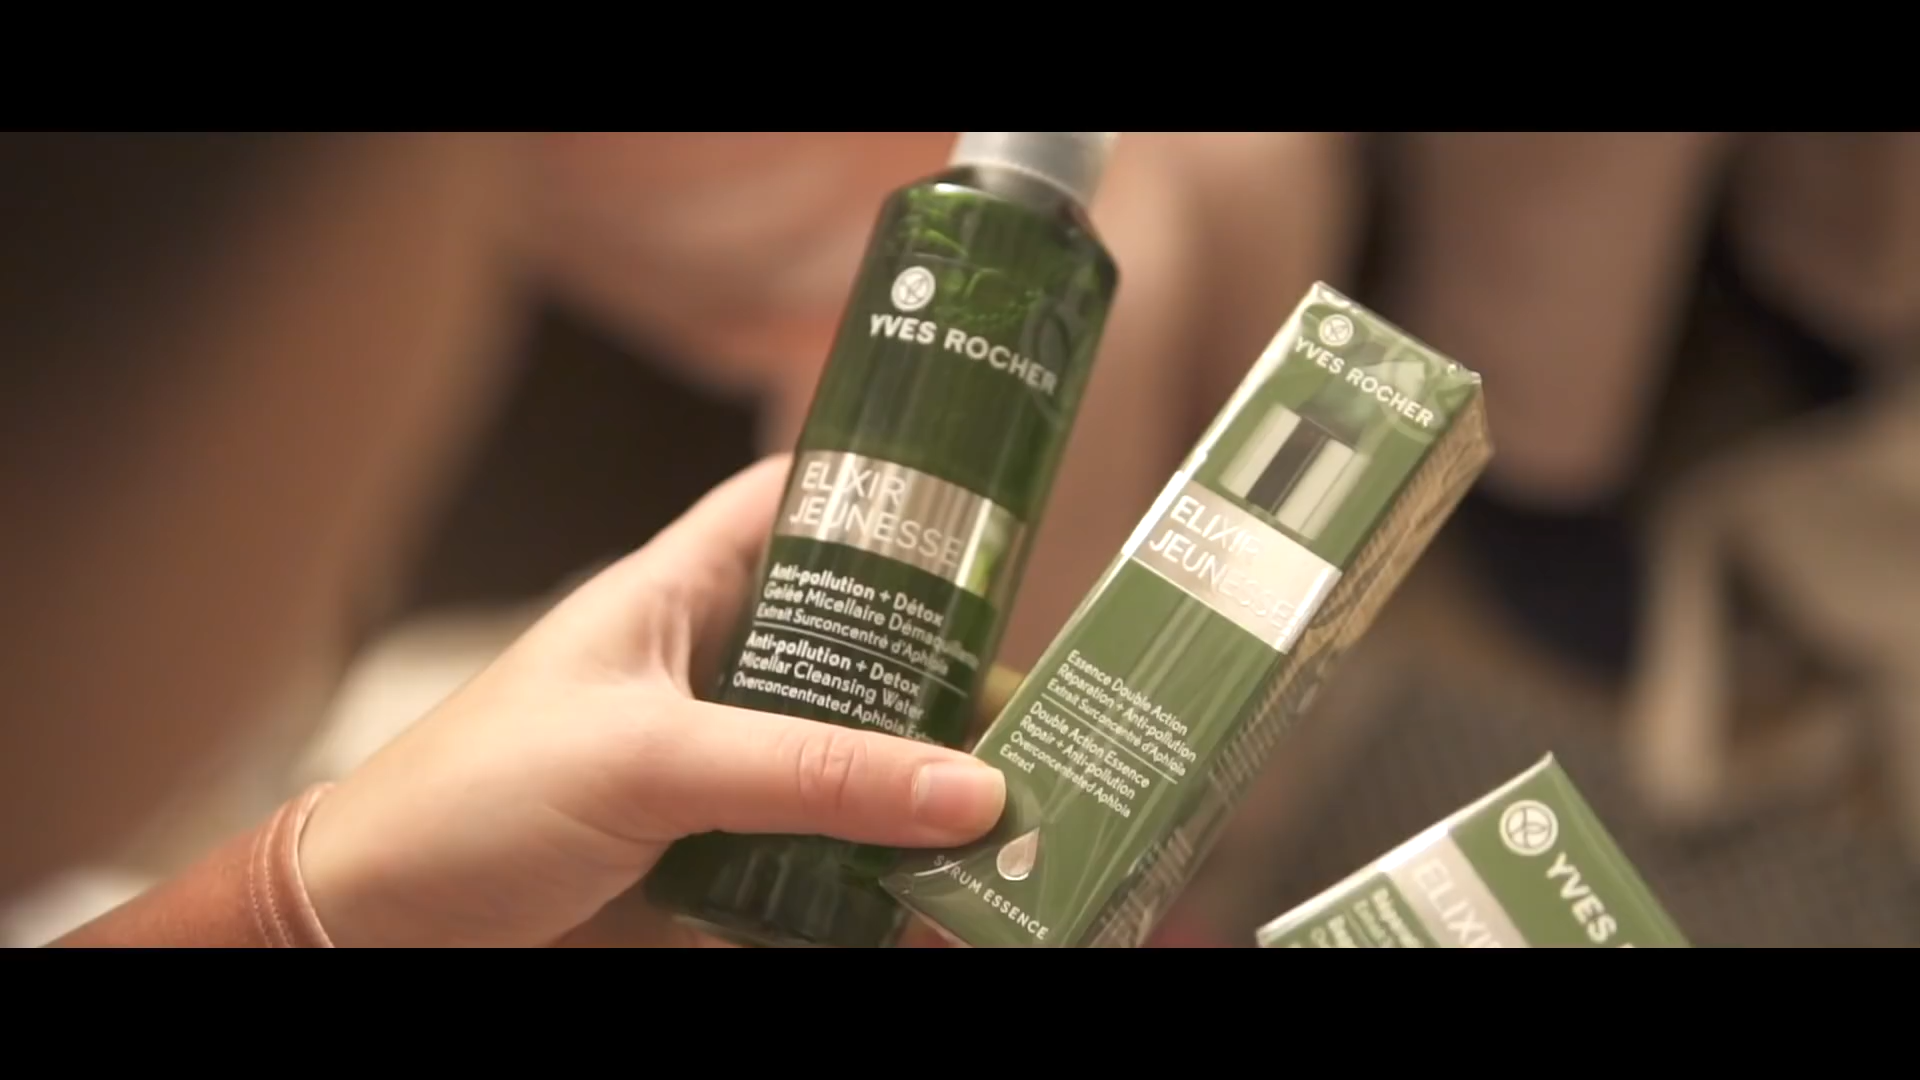 YVES ROCHER
ELIXIR
JEUNESSE
Anti-pollution + Détox
Gelée Micellaire Démaquillante
Extrait Surconcentré d'Aphloia
Anti-pollution + Detox
Micellar Cleansing Water
Overconcentrated Aphloia Extract
YVES ROCHER
ELIXIR
JEUNESSE
Essence Double Action
Réparation + Anti-pollution
Extrait Surconcentré d'Aphloia
Double Action Essence
Repair + Anti-pollution
Overconcentrated Aphloia
Extract
SERUM ESSENCE
YVES